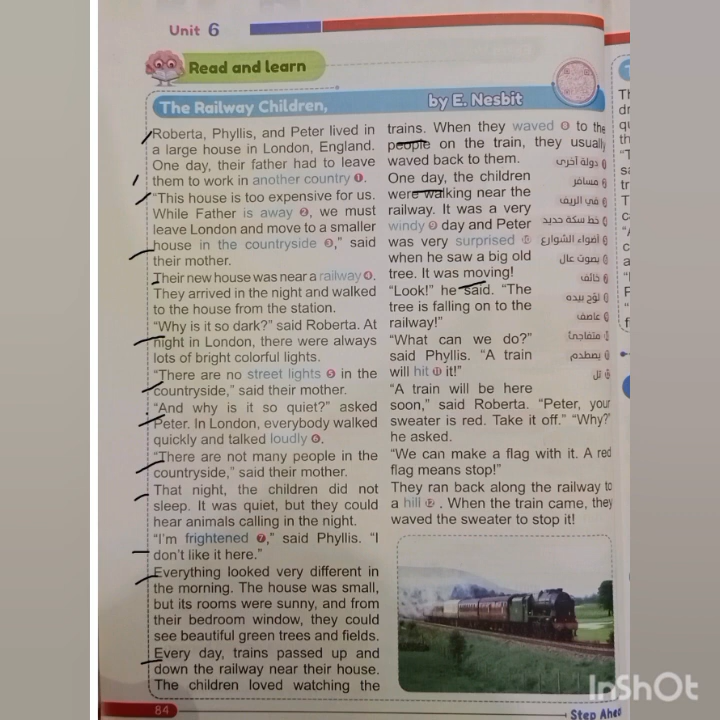 Unit 6
Read and learn
The Railway Children,
by E. Nesbit
Roberta, Phyllis, and Peter lived in
a large house in London, England.
One day, their father had to leave
them to work in another country ❶.
"This house is too expensive for us.
While Father is away ❷, we must
leave London and move to a smaller
house in the countryside ❸," said
their mother.
Their new house was near a railway ❹.
They arrived in the night and walked
to the house from the station.
"Why is it so dark?" said Roberta. At
night in London, there were always
lots of bright colorful lights.
"There are no street lights ❺ in the
countryside," said their mother.
"And why is it so quiet?" asked
Peter. In London, everybody walked
quickly and talked loudly ❻.
"There are not many people in the
countryside," said their mother.
That night, the children did not
sleep. It was quiet, but they could
hear animals calling in the night.
"I'm frightened ❼," said Phyllis. "I
don't like it here."
Everything looked very different in
the morning. The house was small,
but its rooms were sunny, and from
their bedroom window, they could
see beautiful green trees and fields.
Every day, trains passed up and
down the railway near their house.
The children loved watching the
trains. When they waved ❽ to the
people on the train, they usually
waved back to them.
One day, the children
were walking near the
railway. It was a very
windy ❾ day and Peter
was very surprised ❿
when he saw a big old
tree. It was moving!
"Look!" he said. "The
tree is falling on to the
railway!"
"What can we do?"
said Phyllis. "A train
will hit ⓫ it!"
"A train will be here
soon," said Roberta. "Peter, your
sweater is red. Take it off." "Why?"
he asked.
"We can make a flag with it. A red
flag means stop!"
They ran back along the railway to
a hill ⓬ . When the train came, they
waved the sweater to stop it!
دولة أخرى
مسافر
في الريف
خط سكة حديد
أضواء الشوارع
بصوت عال
خائف
لوّح بيده
عاصف
متفاجئ
يصطدم
تل
84
Step Ahead
InShOt